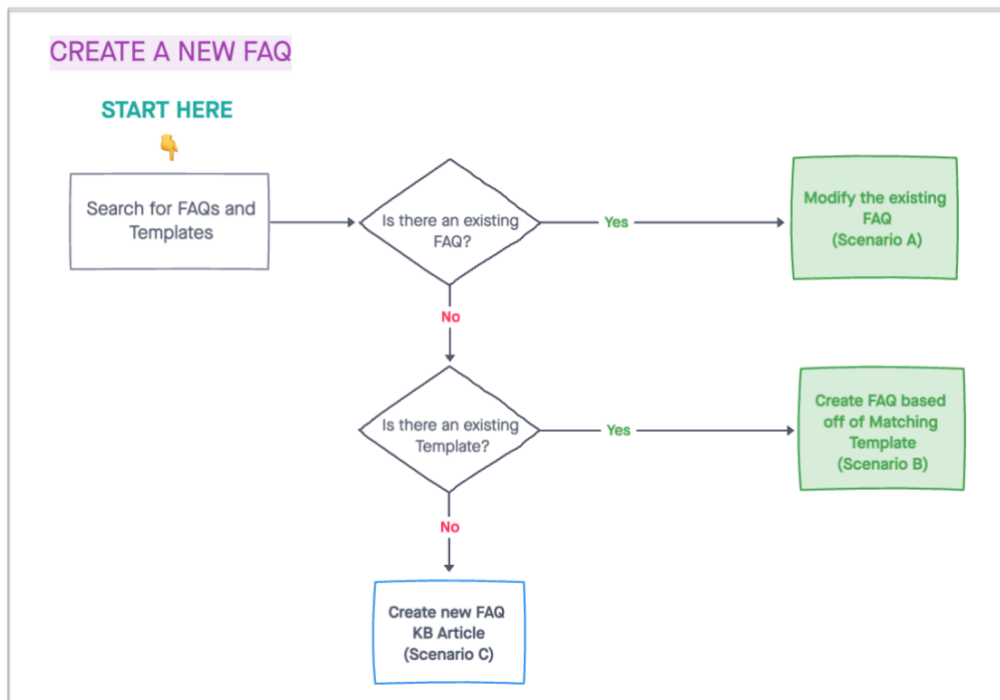 CREATE A NEW FAQ
START HERE
Search for FAQs and
Templates
Is there an existing
FAQ?
Yes
Modify the existing
FAQ
(Scenario A)
No
Is there an existing
Template?
Yes
Create FAQ based
off of Matching
Template
(Scenario B)
No
Create new FAQ
KB Article
(Scenario C)